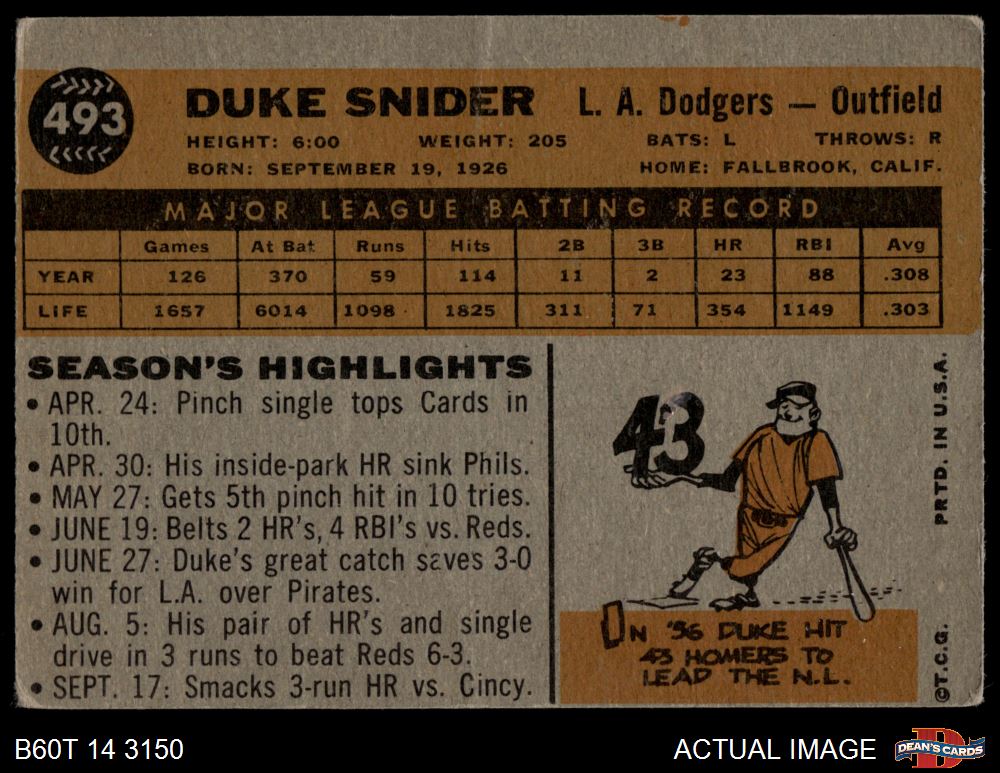 493
DUKE SNIDER L. A. Dodgers — Outfield
HEIGHT: 6:00 WEIGHT: 205 BATS: L THROWS: R
BORN: SEPTEMBER 19, 1926 HOME: FALLBROOK, CALIF.
MAJOR LEAGUE BATTING RECORD
Games At Bat Runs Hits 2B 3B HR RBI Avg
YEAR 126 370 59 114 11 2 23 88 .308
LIFE 1657 6014 1098 1825 311 71 354 1149 .303
SEASON'S HIGHLIGHTS
• APR. 24: Pinch single tops Cards in
10th.
• APR. 30: His inside-park HR sink Phils.
• MAY 27: Gets 5th pinch hit in 10 tries.
• JUNE 19: Belts 2 HR's, 4 RBI's vs. Reds.
• JUNE 27: Duke's great catch saves 3-0
win for L.A. over Pirates.
• AUG. 5: His pair of HR's and single
drive in 3 runs to beat Reds 6-3.
• SEPT. 17: Smacks 3-run HR vs. Cincy.
43
ON '56 DUKE HIT
43 HOMERS TO
LEAD THE N.L.
©T.C.G. PRTD. IN U.S.A.
B60T 14 3150
ACTUAL IMAGE
DEAN'S CARDS